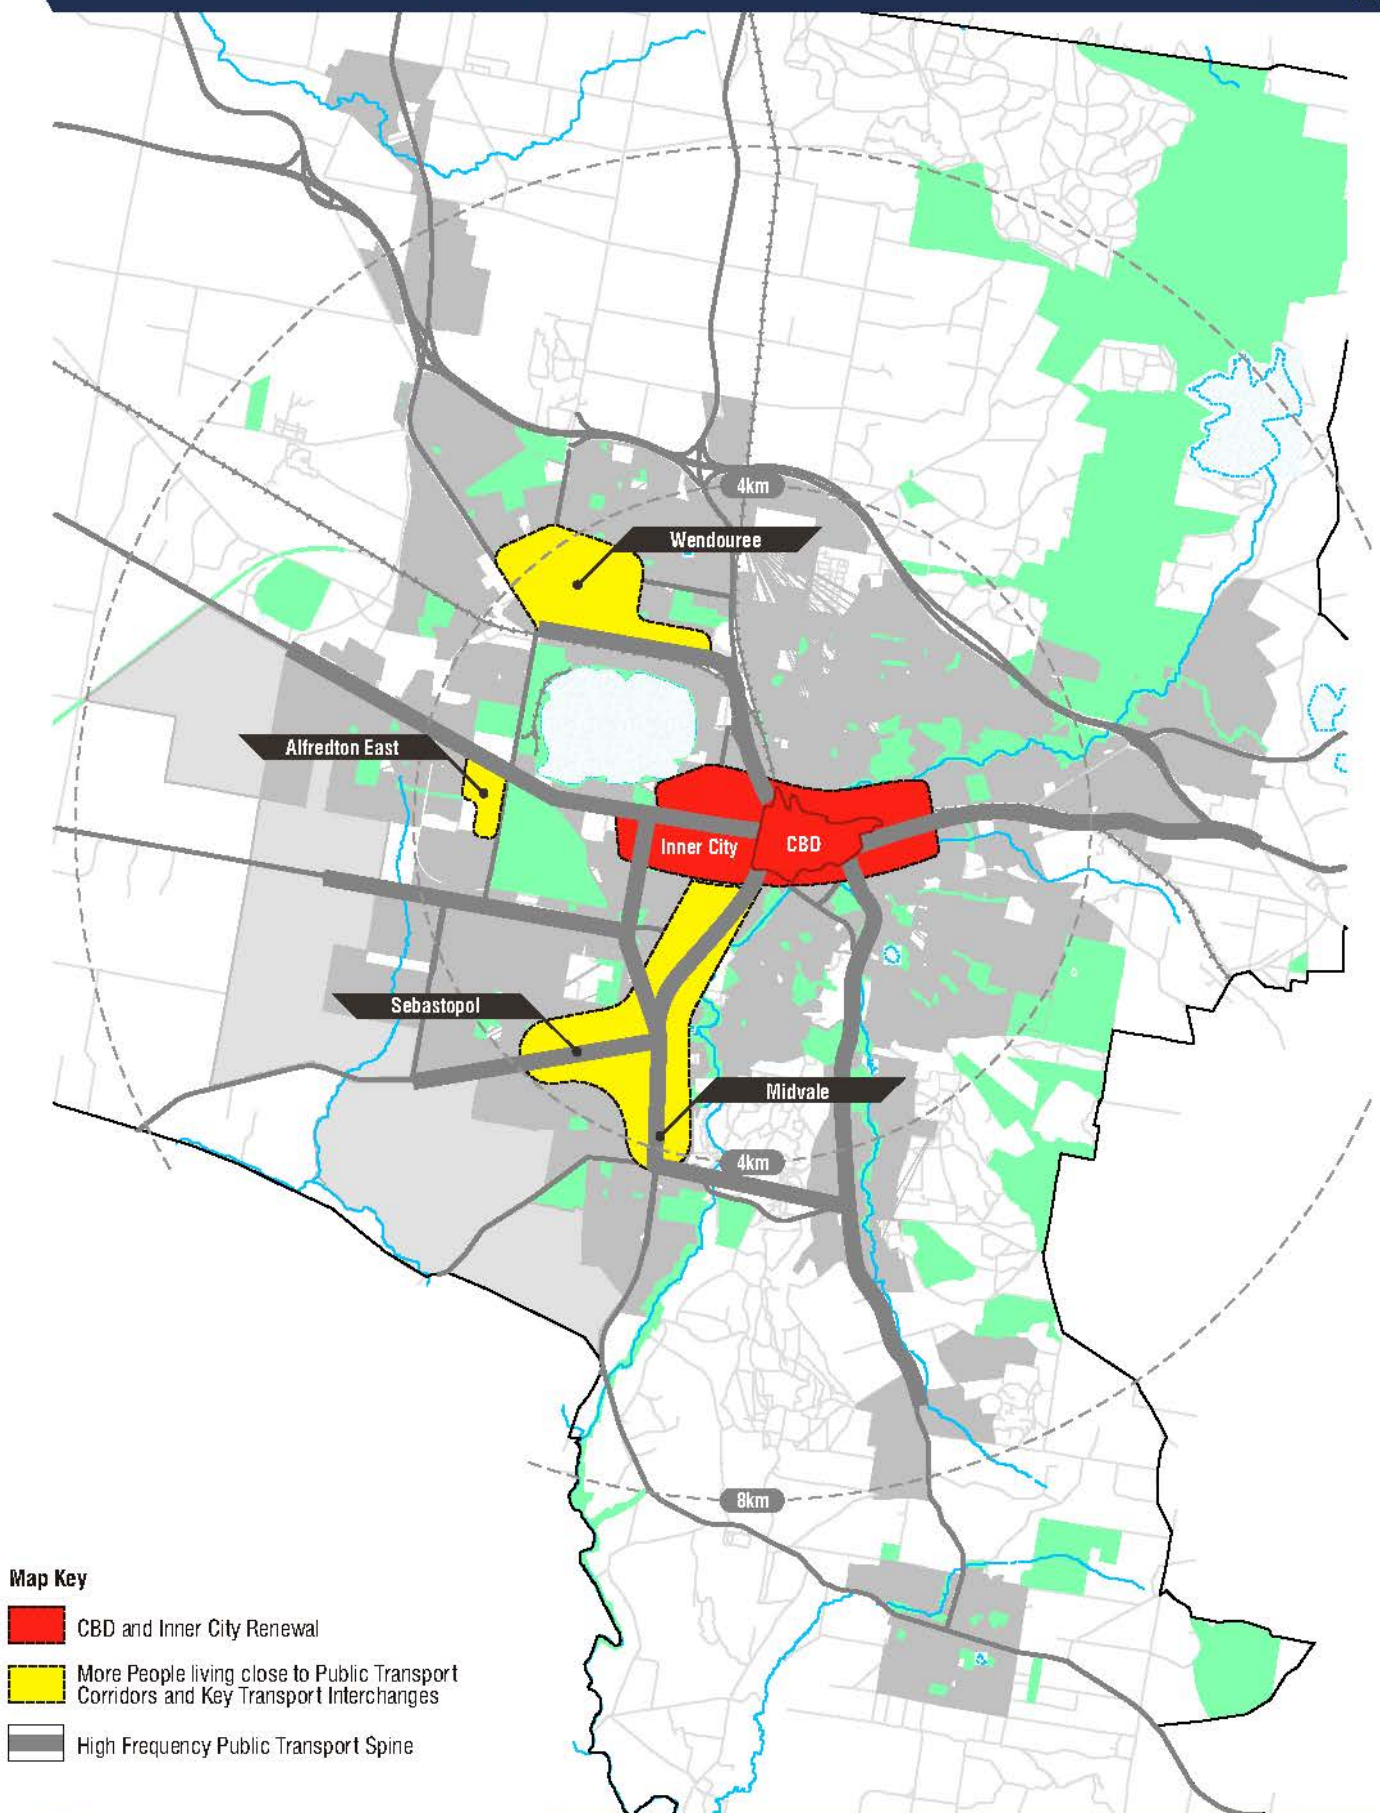 4km
Wendouree
Alfredton East
Inner City
CBD
Sebastopol
Midvale
4km
8km
Map Key
CBD and Inner City Renewal
More People living close to Public Transport
Corridors and Key Transport Interchanges
High Frequency Public Transport Spine